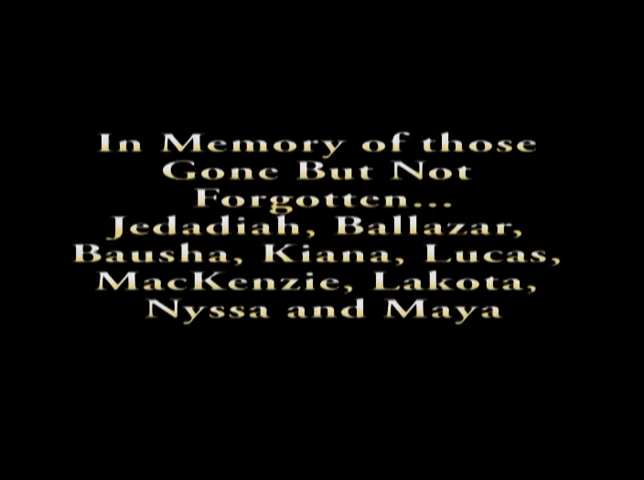 In Memory of those
Gone But Not
Forgotten...
Jedadiah, Ballazar,
Bausha, Kiana, Lucas,
MacKenzie, Lakota,
Nyssa and Maya